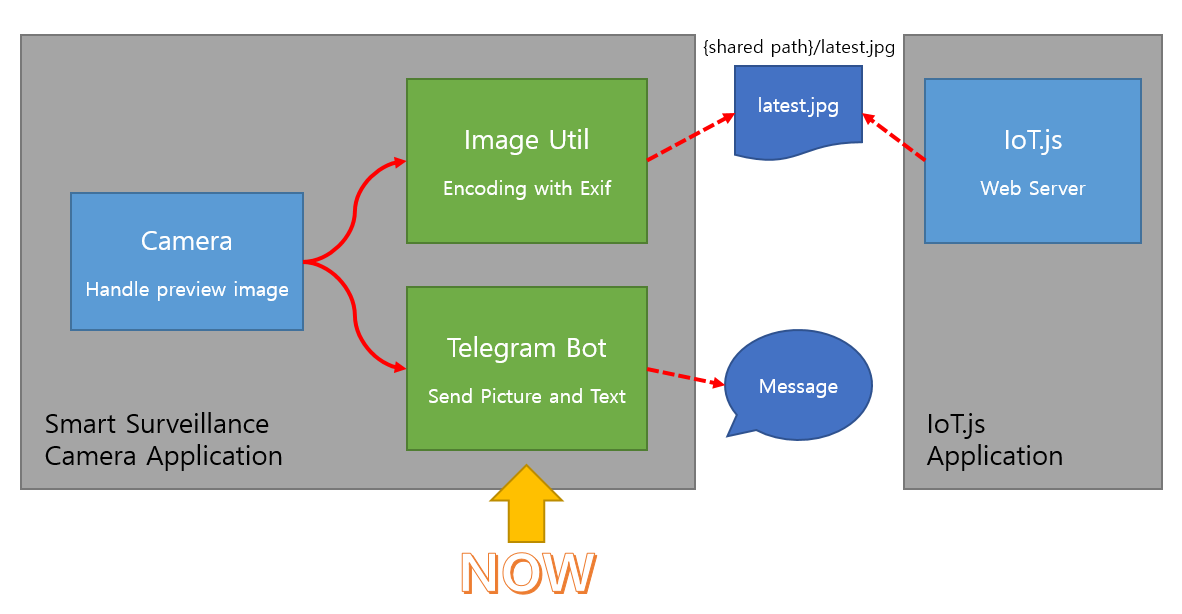 {shared path}/latest.jpg
latest.jpg
Image Util
Encoding with Exif
IoT.js
Web Server
Camera
Handle preview image
Telegram Bot
Send Picture and Text
Message
Smart Surveillance
Camera Application
IoT.js
Application
NOW